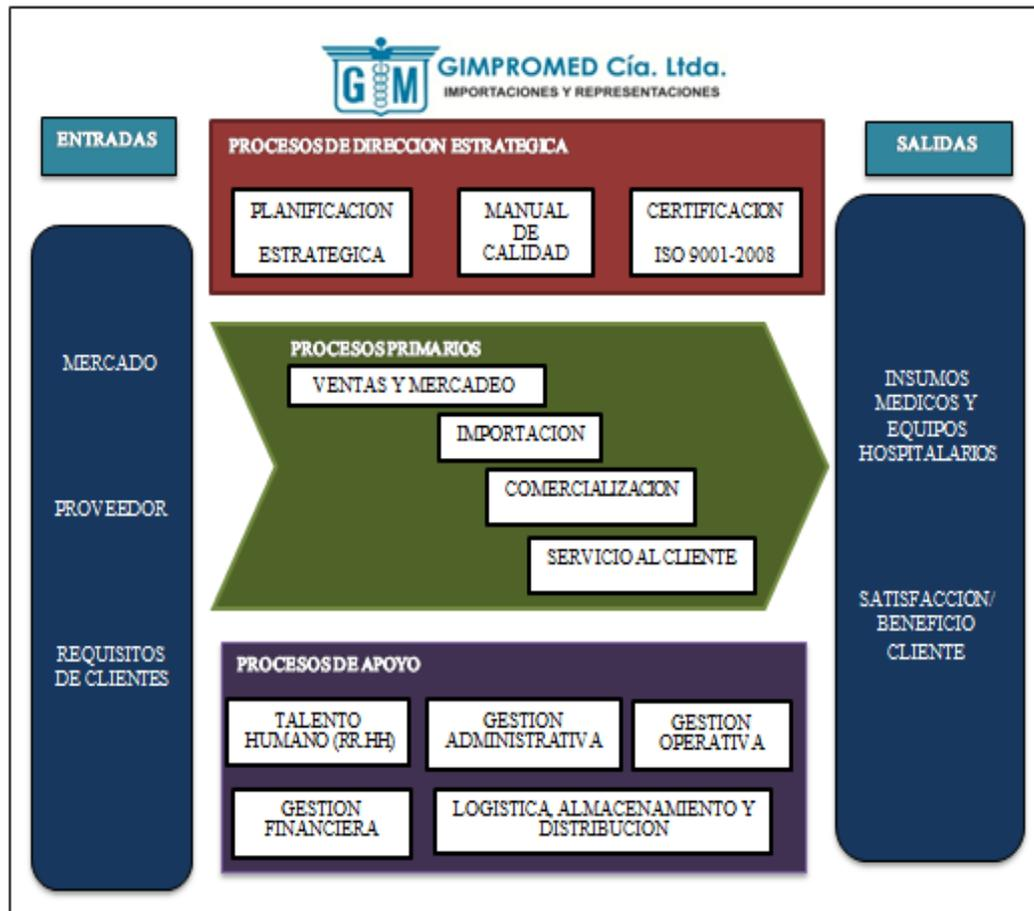 GM
GIMPROMED Cía. Ltda.
IMPORTACIONES Y REPRESENTACIONES
ENTRADAS
MERCADO
PROVEEDOR
REQUISITOS
DE CLIENTES
PROCESOS DE DIRECCION ESTRATEGICA
PLANIFICACION
ESTRATEGICA
MANUAL
DE
CALIDAD
CERTIFICACION
ISO 9001-2008
PROCESOS PRIMARIOS
VENTAS Y MERCADEO
IMPORTACION
COMERCIALIZACION
SERVICIO AL CLIENTE
PROCESOS DE APOYO
TALENTO
HUMANO (RR.HH)
GESTION
ADMINISTRATIVA
GESTION
OPERATIVA
GESTION
FINANCIERA
LOGISTICA, ALMACENAMIENTO Y
DISTRIBUCION
SALIDAS
INSUMOS
MEDICOS Y
EQUIPOS
HOSPITALARIOS
SATISFACCION/
BENEFICIO
CLIENTE